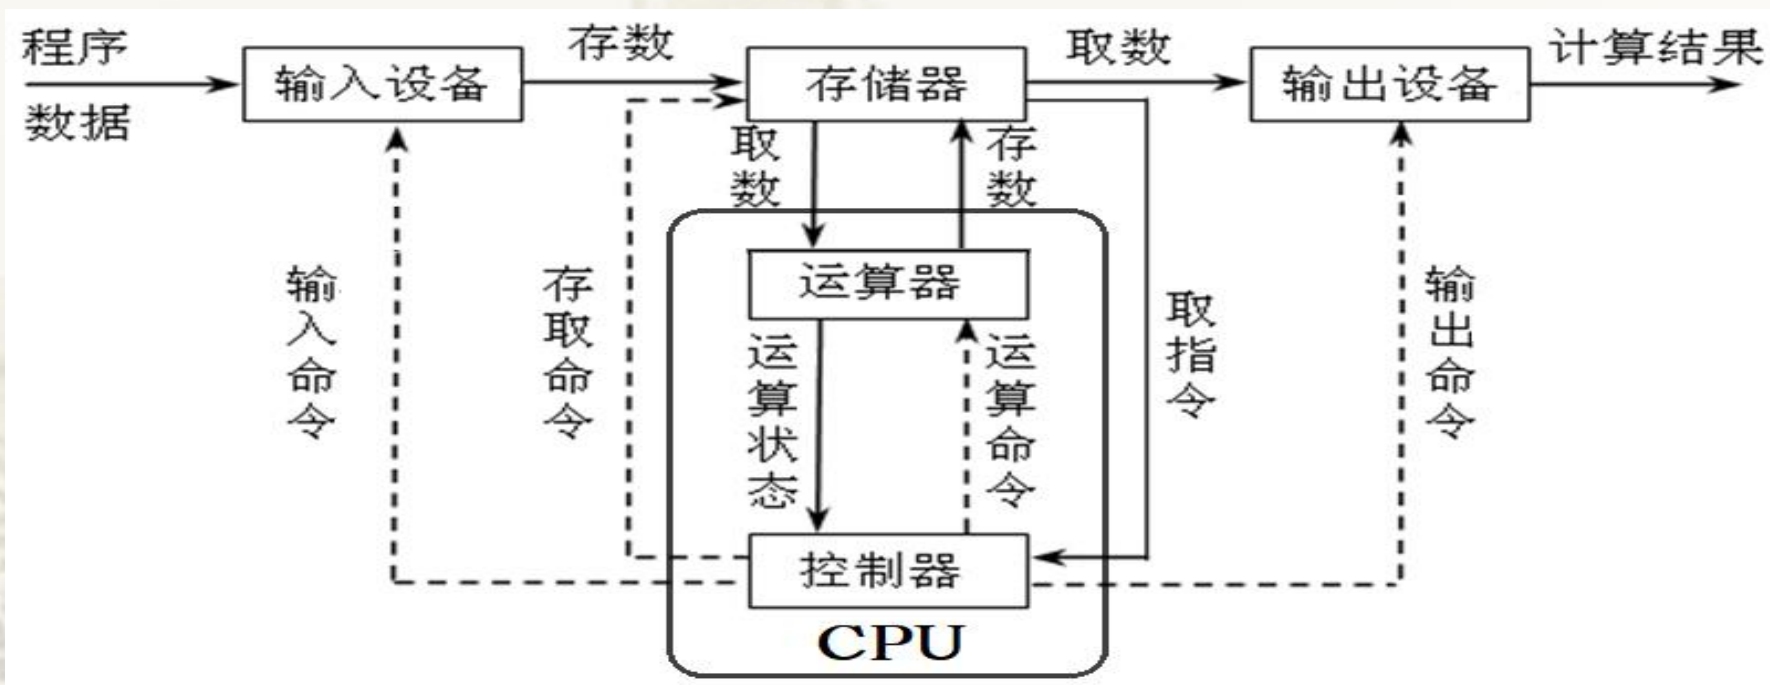 程序
数据
输入设备
存数
存储器
取数
输出设备
计算结果
取数
存数
输入命令
存取命令
运算器
取指令
输出命令
运算状态
运算命令
控制器
CPU